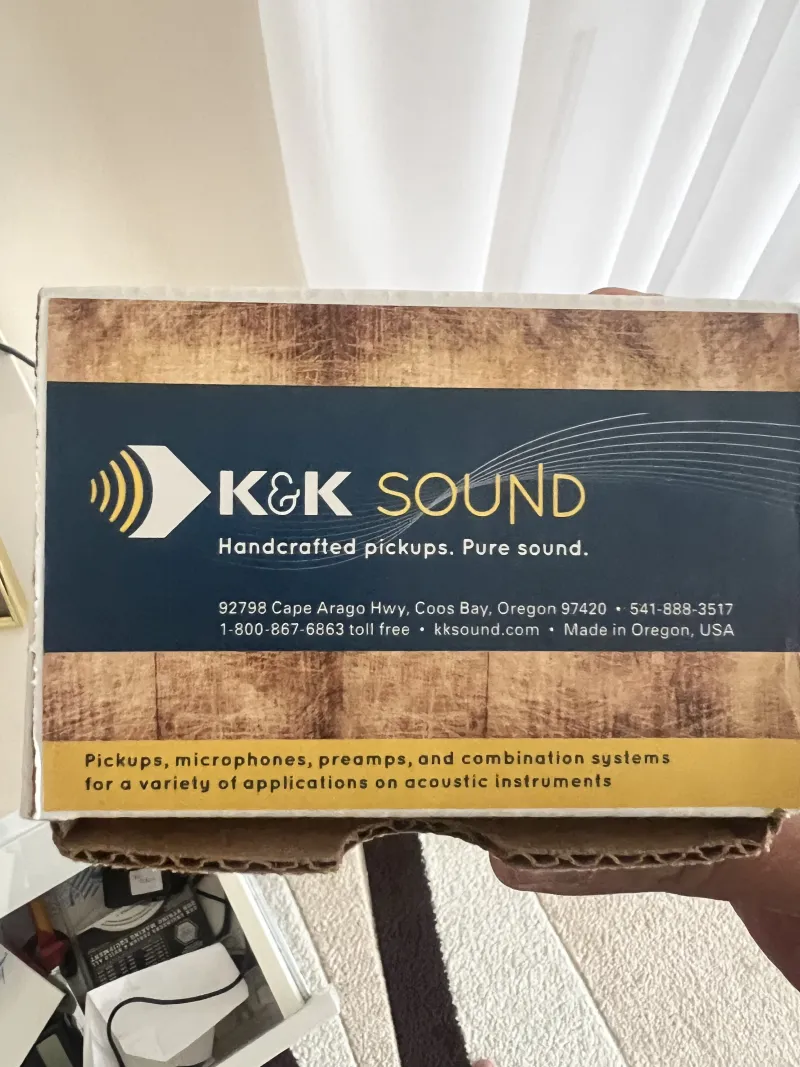 K&K SOUND
Handcrafted pickups. Pure sound.
92798 Cape Arago Hwy, Coos Bay, Oregon 97420 • 541-888-3517
1-800-867-6863 toll free • kksound.com • Made in Oregon, USA
Pickups, microphones, preamps, and combination systems
for a variety of applications on acoustic instruments